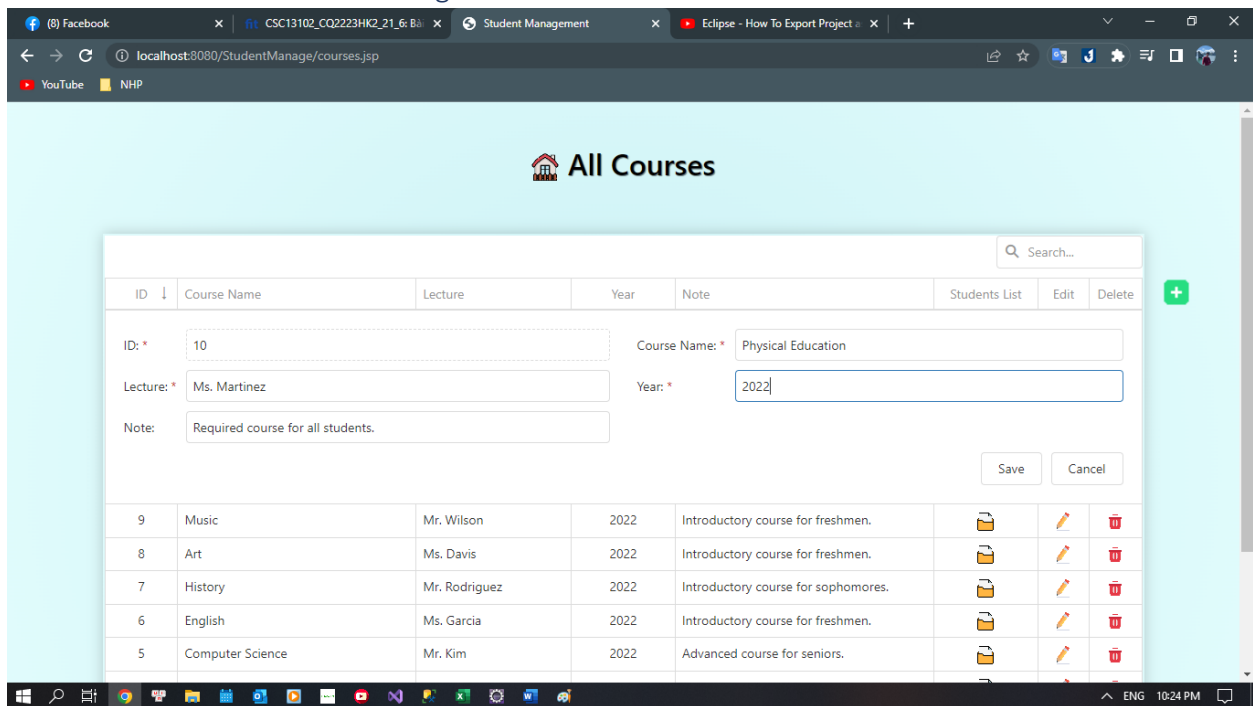 (8) Facebook
fit CSC13102_CQ2223HK2_21_6: Bà
Student Management
Eclipse - How To Export Project a
localhost:8080/StudentManage/courses.jsp
YouTube NHP
All Courses
Search...
ID ↓ Course Name Lecture Year Note Students List Edit Delete
ID: * 10 Course Name: * Physical Education
Lecture: * Ms. Martinez Year: * 2022
Note: Required course for all students.
Save Cancel
9 Music Mr. Wilson 2022 Introductory course for freshmen.
8 Art Ms. Davis 2022 Introductory course for freshmen.
7 History Mr. Rodriguez 2022 Introductory course for sophomores.
6 English Ms. Garcia 2022 Introductory course for freshmen.
5 Computer Science Mr. Kim 2022 Advanced course for seniors.
ENG 10:24 PM